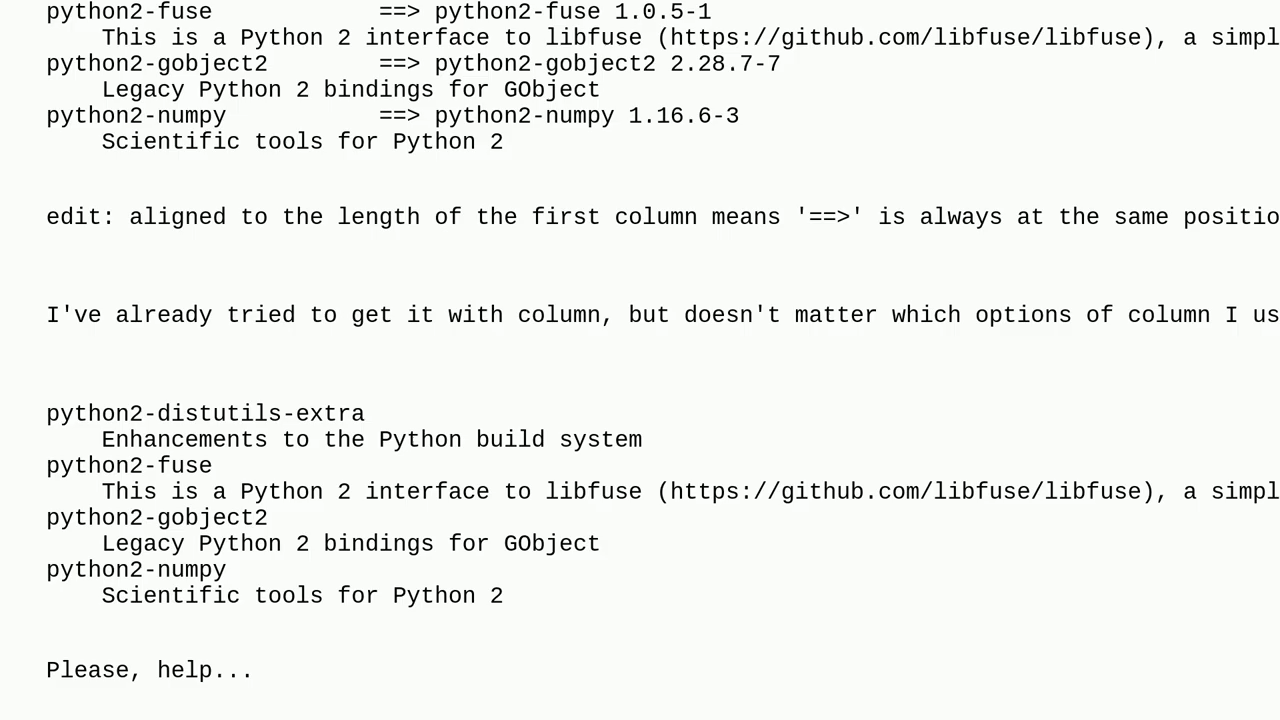 python2-fuse            ==> python2-fuse 1.0.5-1
    This is a Python 2 interface to libfuse (https://github.com/libfuse/libfuse), a simpl
python2-gobject2        ==> python2-gobject2 2.28.7-7
    Legacy Python 2 bindings for GObject
python2-numpy           ==> python2-numpy 1.16.6-3
    Scientific tools for Python 2
edit: aligned to the length of the first column means '==>' is always at the same positio
I've already tried to get it with column, but doesn't matter which options of column I us
python2-distutils-extra
    Enhancements to the Python build system
python2-fuse
    This is a Python 2 interface to libfuse (https://github.com/libfuse/libfuse), a simpl
python2-gobject2
    Legacy Python 2 bindings for GObject
python2-numpy
    Scientific tools for Python 2
Please, help...